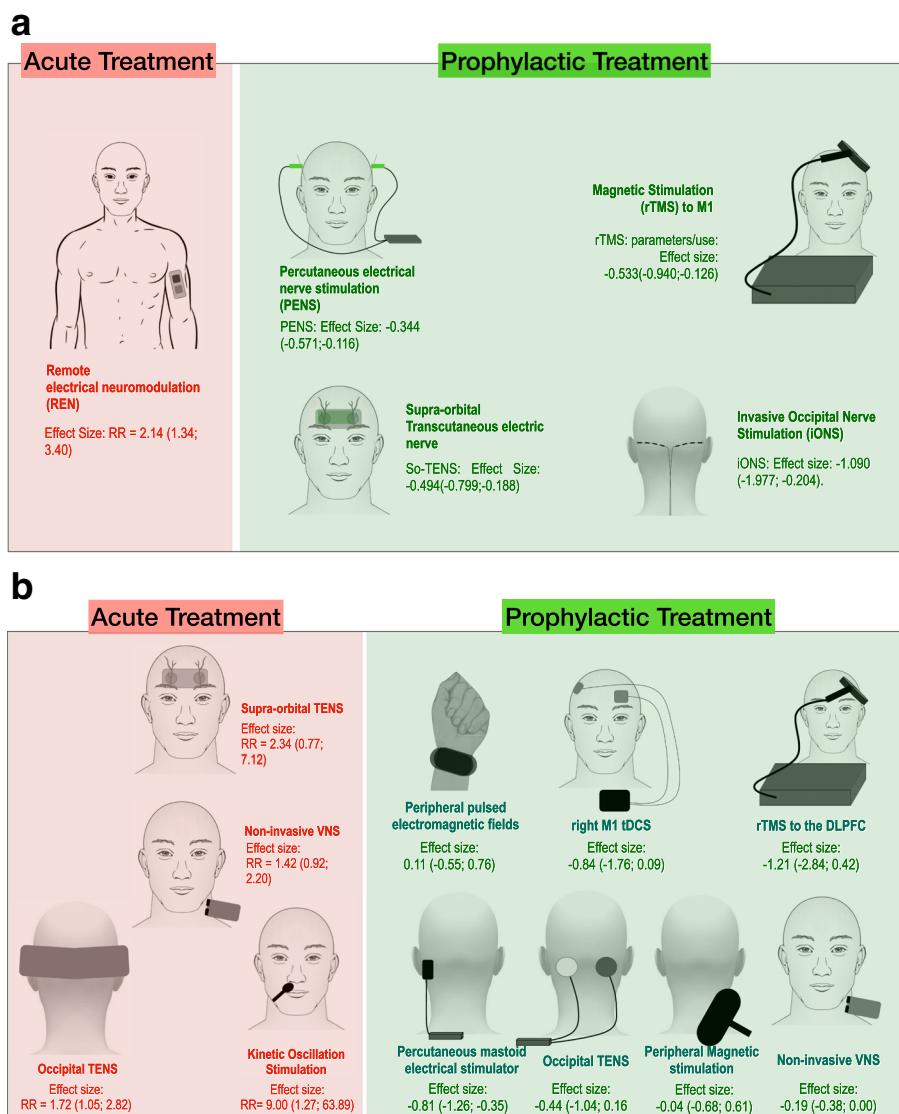 a
Acute Treatment
Prophylactic Treatment
Remote
electrical neuromodulation
(REN)
Effect Size: RR = 2.14 (1.34;
3.40)
Percutaneous electrical
nerve stimulation
(PENS)
PENS: Effect Size: -0.344
(-0.571;-0.116)
Magnetic Stimulation
(rTMS) to M1
rTMS: parameters/use:
Effect size:
-0.533(-0.940;-0.126)
Supra-orbital
Transcutaneous electric
nerve
So-TENS: Effect Size:
-0.494(-0.799;-0.188)
Invasive Occipital Nerve
Stimulation (iONS)
iONS: Effect size: -1.090
(-1.977; -0.204).
b
Acute Treatment
Prophylactic Treatment
Supra-orbital TENS
Effect size:
RR = 2.34 (0.77;
7.12)
Non-invasive VNS
Effect size:
RR = 1.42 (0.92;
2.20)
Occipital TENS
Effect size:
RR = 1.72 (1.05; 2.82)
Kinetic Oscillation
Stimulation
Effect size:
RR= 9.00 (1.27; 63.89)
Peripheral pulsed
electromagnetic fields
Effect size:
0.11 (-0.55; 0.76)
right M1 tDCS
Effect size:
-0.84 (-1.76; 0.09)
rTMS to the DLPFC
Effect size:
-1.21 (-2.84; 0.42)
Percutaneous mastoid
electrical stimulator
Effect size:
-0.81 (-1.26; -0.35)
Occipital TENS
Effect size:
-0.44 (-1.04; 0.16
Peripheral Magnetic
stimulation
Effect size:
-0.04 (-0.68; 0.61)
Non-invasive VNS
Effect size:
-0.19 (-0.38; 0.00)